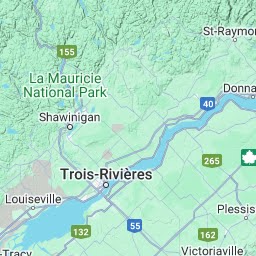 St-Raymo
155
La Mauricie
National Park
Donna
40
Shawinigan
265
Trois-Rivières
Louiseville
Plessis
55
132
162
-Tracy
Victoriaville